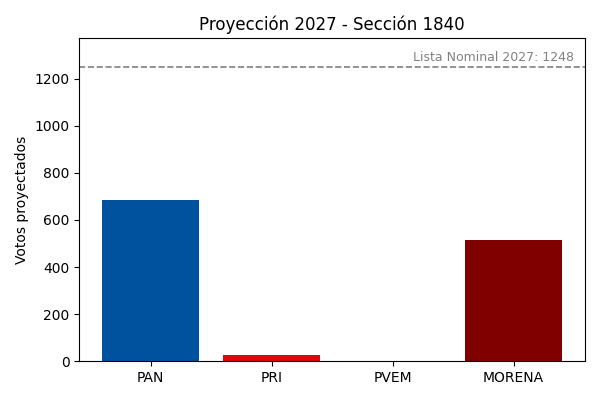 Proyección 2027 - Sección 1840
Lista Nominal 2027: 1248
Votos proyectados
1200
1000
800
600
400
200
0
PAN PRI PVEM MORENA